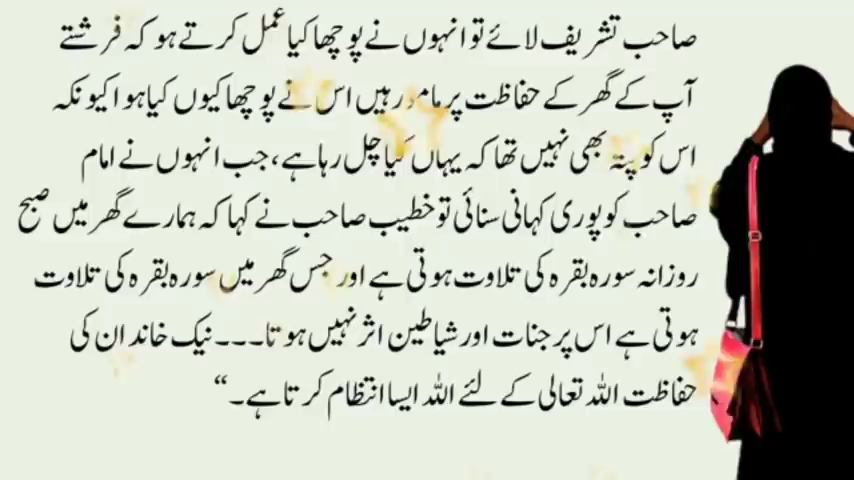 صاحب تشریف لائے تو انہوں نے پوچھا کیا عمل کرتے ہو کہ فرشتے
آپ کے گھر کے حفاظت پر مامور رہیں اس نے پوچھا کیوں کیا ہوا کیونکہ
اس کو پتہ بھی نہیں تھا کہ یہاں کیا چل رہا ہے، جب انہوں نے امام
صاحب کو پوری کہانی سنائی تو خطیب صاحب نے کہا کہ ہمارے گھر میں صبح
روزانہ سورہ بقرہ کی تلاوت ہوتی ہے اور جس گھر میں سورہ بقرہ کی تلاوت
ہوتی ہے اس پر جنات اور شیاطین اثر نہیں ہوتا۔۔۔نیک خاندان کی
حفاظت اللہ تعالی کے لئے اللہ ایسا انتظام کرتا ہے۔“